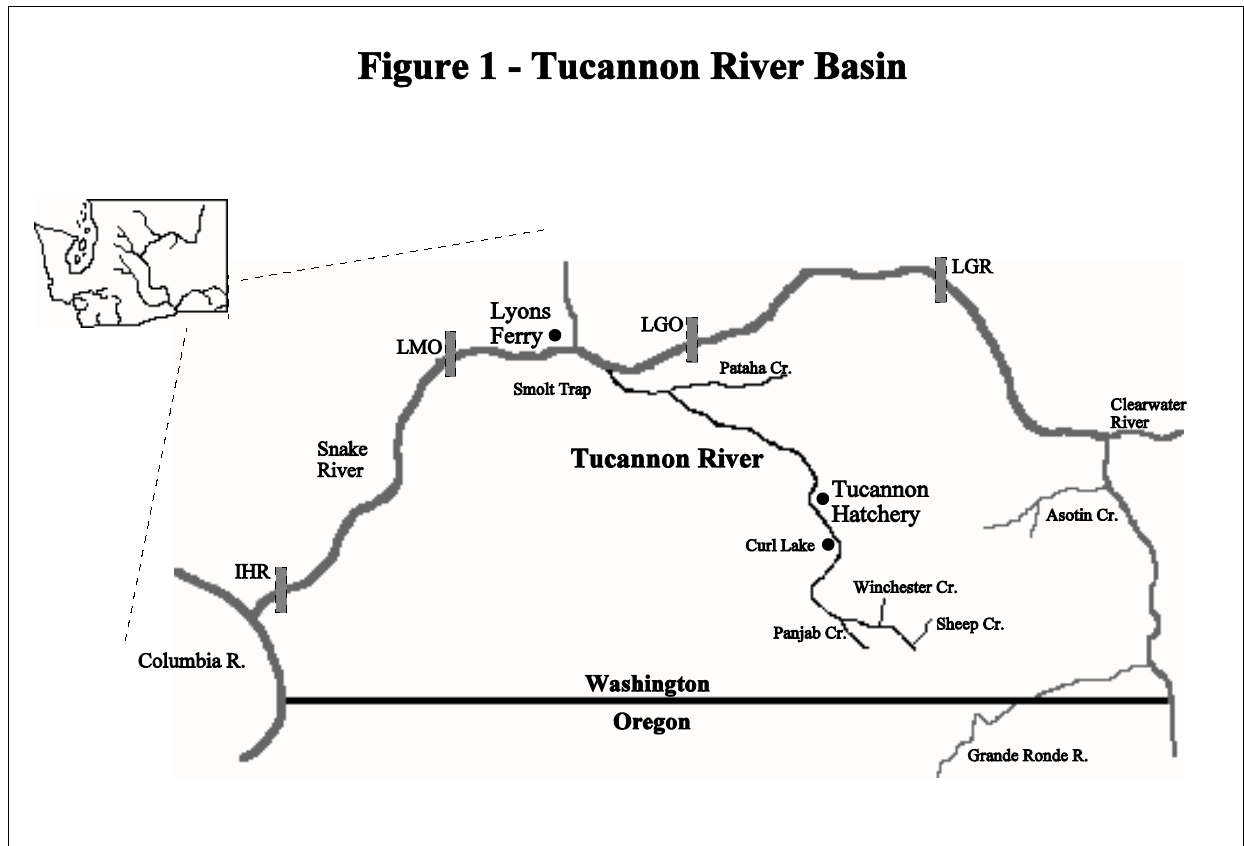 Figure 1 - Tucannon River Basin
LGR
Lyons
Ferry
LGO
LMO
Pataha Cr.
Smolt Trap
Clearwater
River
Snake
River
Tucannon River
Tucannon
Hatchery
Asotin Cr.
Curl Lake
IHR
Winchester Cr.
Sheep Cr.
Panjab Cr.
Columbia R.
Washington
Oregon
Grande Ronde R.